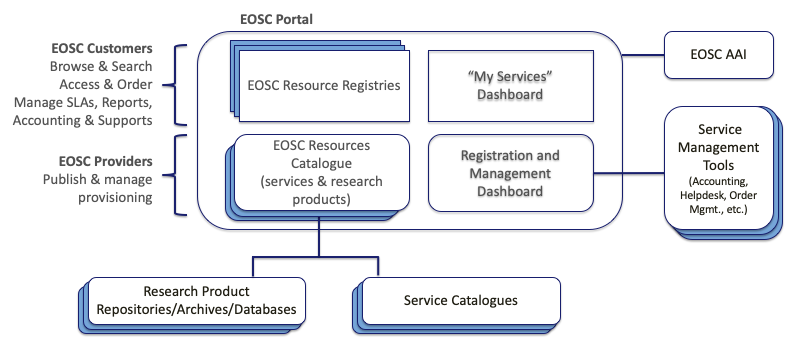 EOSC Portal
EOSC Customers
Browse & Search
Access & Order
Manage SLAs, Reports,
Accounting & Supports
EOSC Providers
Publish & manage
provisioning
EOSC Resource Registries
"My Services"
Dashboard
EOSC Resources
Catalogue
(services & research
products)
Registration and
Management
Dashboard
EOSC AAI
Service
Management
Tools
(Accounting,
Helpdesk, Order
Mgmt., etc.)
Research Product
Repositories/Archives/Databases
Service Catalogues